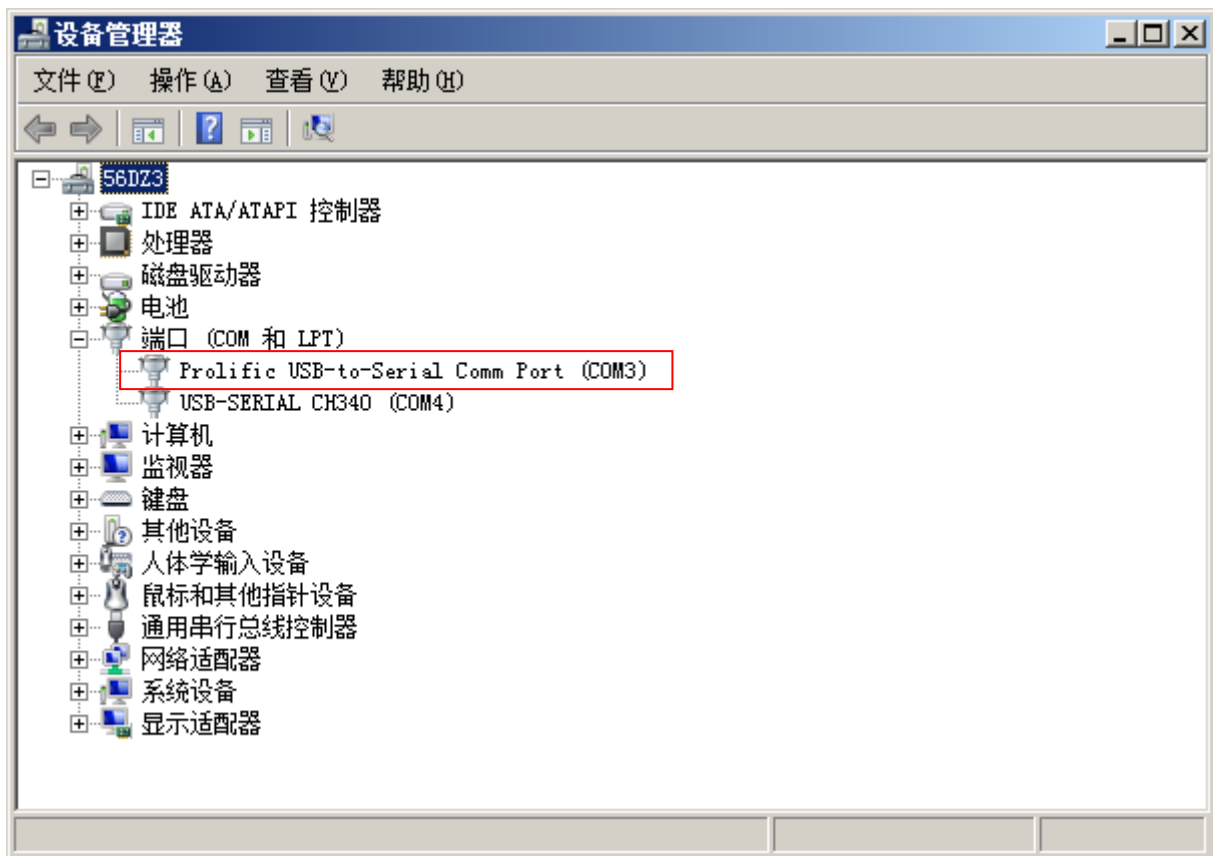 设备管理器
文件(F) 操作(A) 查看(V) 帮助(H)
56DZ3
IDE ATA/ATAPI 控制器
处理器
磁盘驱动器
电池
端口 (COM 和 LPT)
Prolific USB-to-Serial Comm Port (COM3)
USB-SERIAL CH340 (COM4)
计算机
监视器
键盘
其他设备
人体学输入设备
鼠标和其他指针设备
通用串行总线控制器
网络适配器
系统设备
显示适配器